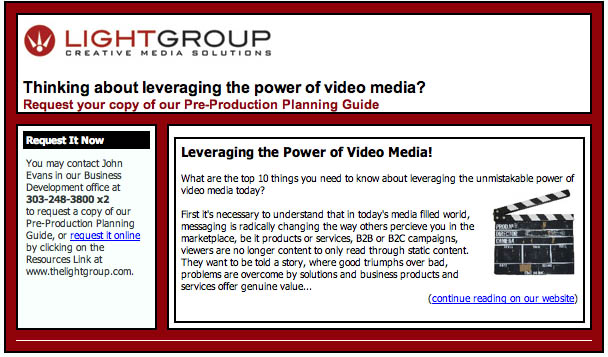 LIGHTGROUP
CREATIVE MEDIA SOLUTIONS
Thinking about leveraging the power of video media?
Request your copy of our Pre-Production Planning Guide
Request It Now
You may contact John
Evans in our Business
Development office at
303-248-3800 x2
to request a copy of our
Pre-Production Planning
Guide, or request it online
by clicking on the
Resources Link at
www.thelightgroup.com.
Leveraging the Power of Video Media!
What are the top 10 things you need to know about leveraging the unmistakable power of
video media today?
First it's necessary to understand that in today's media filled world,
messaging is radically changing the way others percieve you in the
marketplace, be it products or services, B2B or B2C campaigns,
viewers are no longer content to only read through static content.
They want to be told a story, where good triumphs over bad,
problems are overcome by solutions and business products and
services offer genuine value...
(continue reading on our website)
DIRECTOR
CAMERA